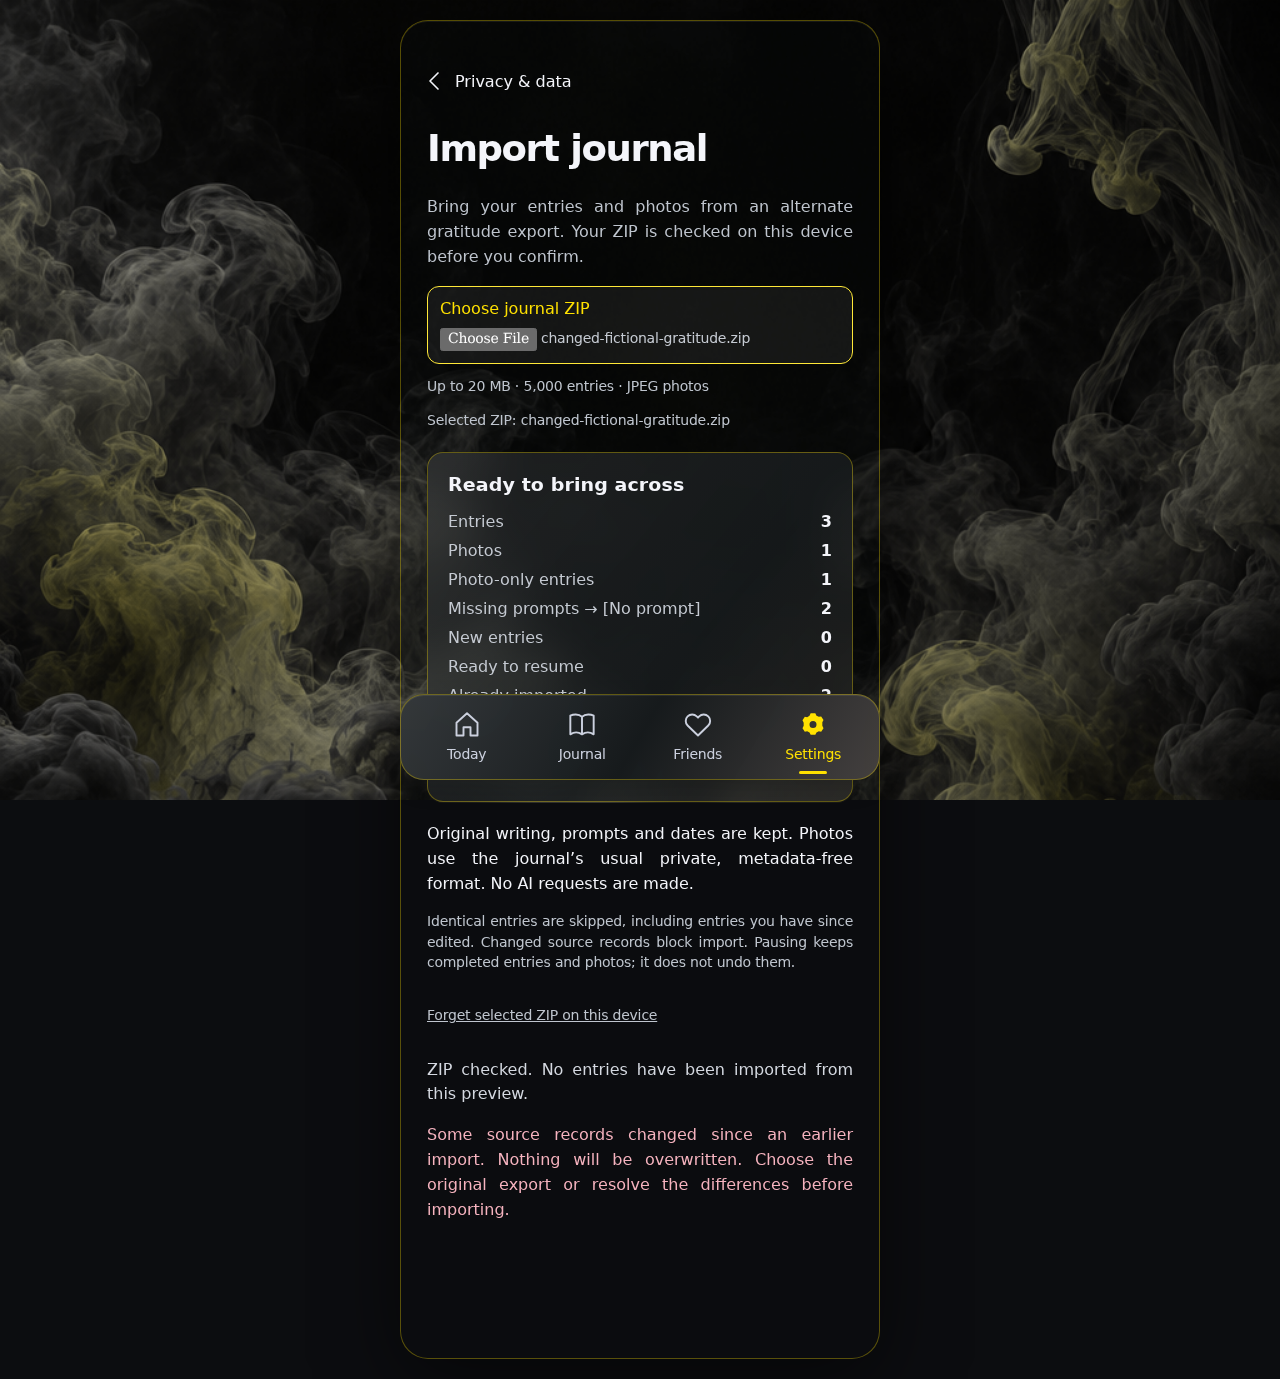 Privacy & data
Import journal
Bring your entries and photos from an alternate
gratitude export. Your ZIP is checked on this device
before you confirm.
Choose journal ZIP
Choose File changed-fictional-gratitude.zip
Up to 20 MB · 5,000 entries · JPEG photos
Selected ZIP: changed-fictional-gratitude.zip
Ready to bring across
Entries 3
Photos 1
Photo-only entries 1
Missing prompts → [No prompt] 2
New entries 0
Ready to resume 0
Already imported 2
Today Journal Friends Settings
Original writing, prompts and dates are kept. Photos
use the journal’s usual private, metadata-free
format. No AI requests are made.
Identical entries are skipped, including entries you have since
edited. Changed source records block import. Pausing keeps
completed entries and photos; it does not undo them.
Forget selected ZIP on this device
ZIP checked. No entries have been imported from
this preview.
Some source records changed since an earlier
import. Nothing will be overwritten. Choose the
original export or resolve the differences before
importing.